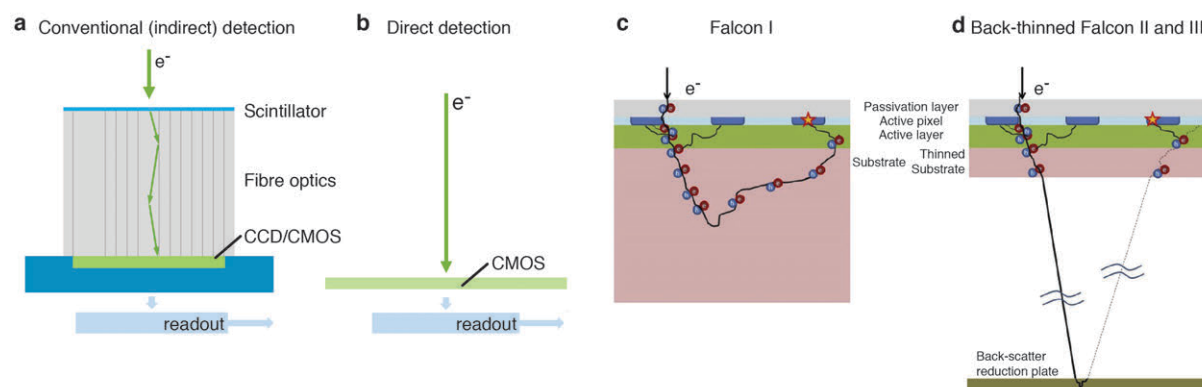 a Conventional (indirect) detection
e-
Scintillator
Fibre optics
CCD/CMOS
readout
b Direct detection
e-
CMOS
readout
c Falcon I
e-
Passivation layer
Active pixel
Active layer
Substrate
d Back-thinned Falcon II and III
e-
Thinned
Substrate
Back-scatter
reduction plate